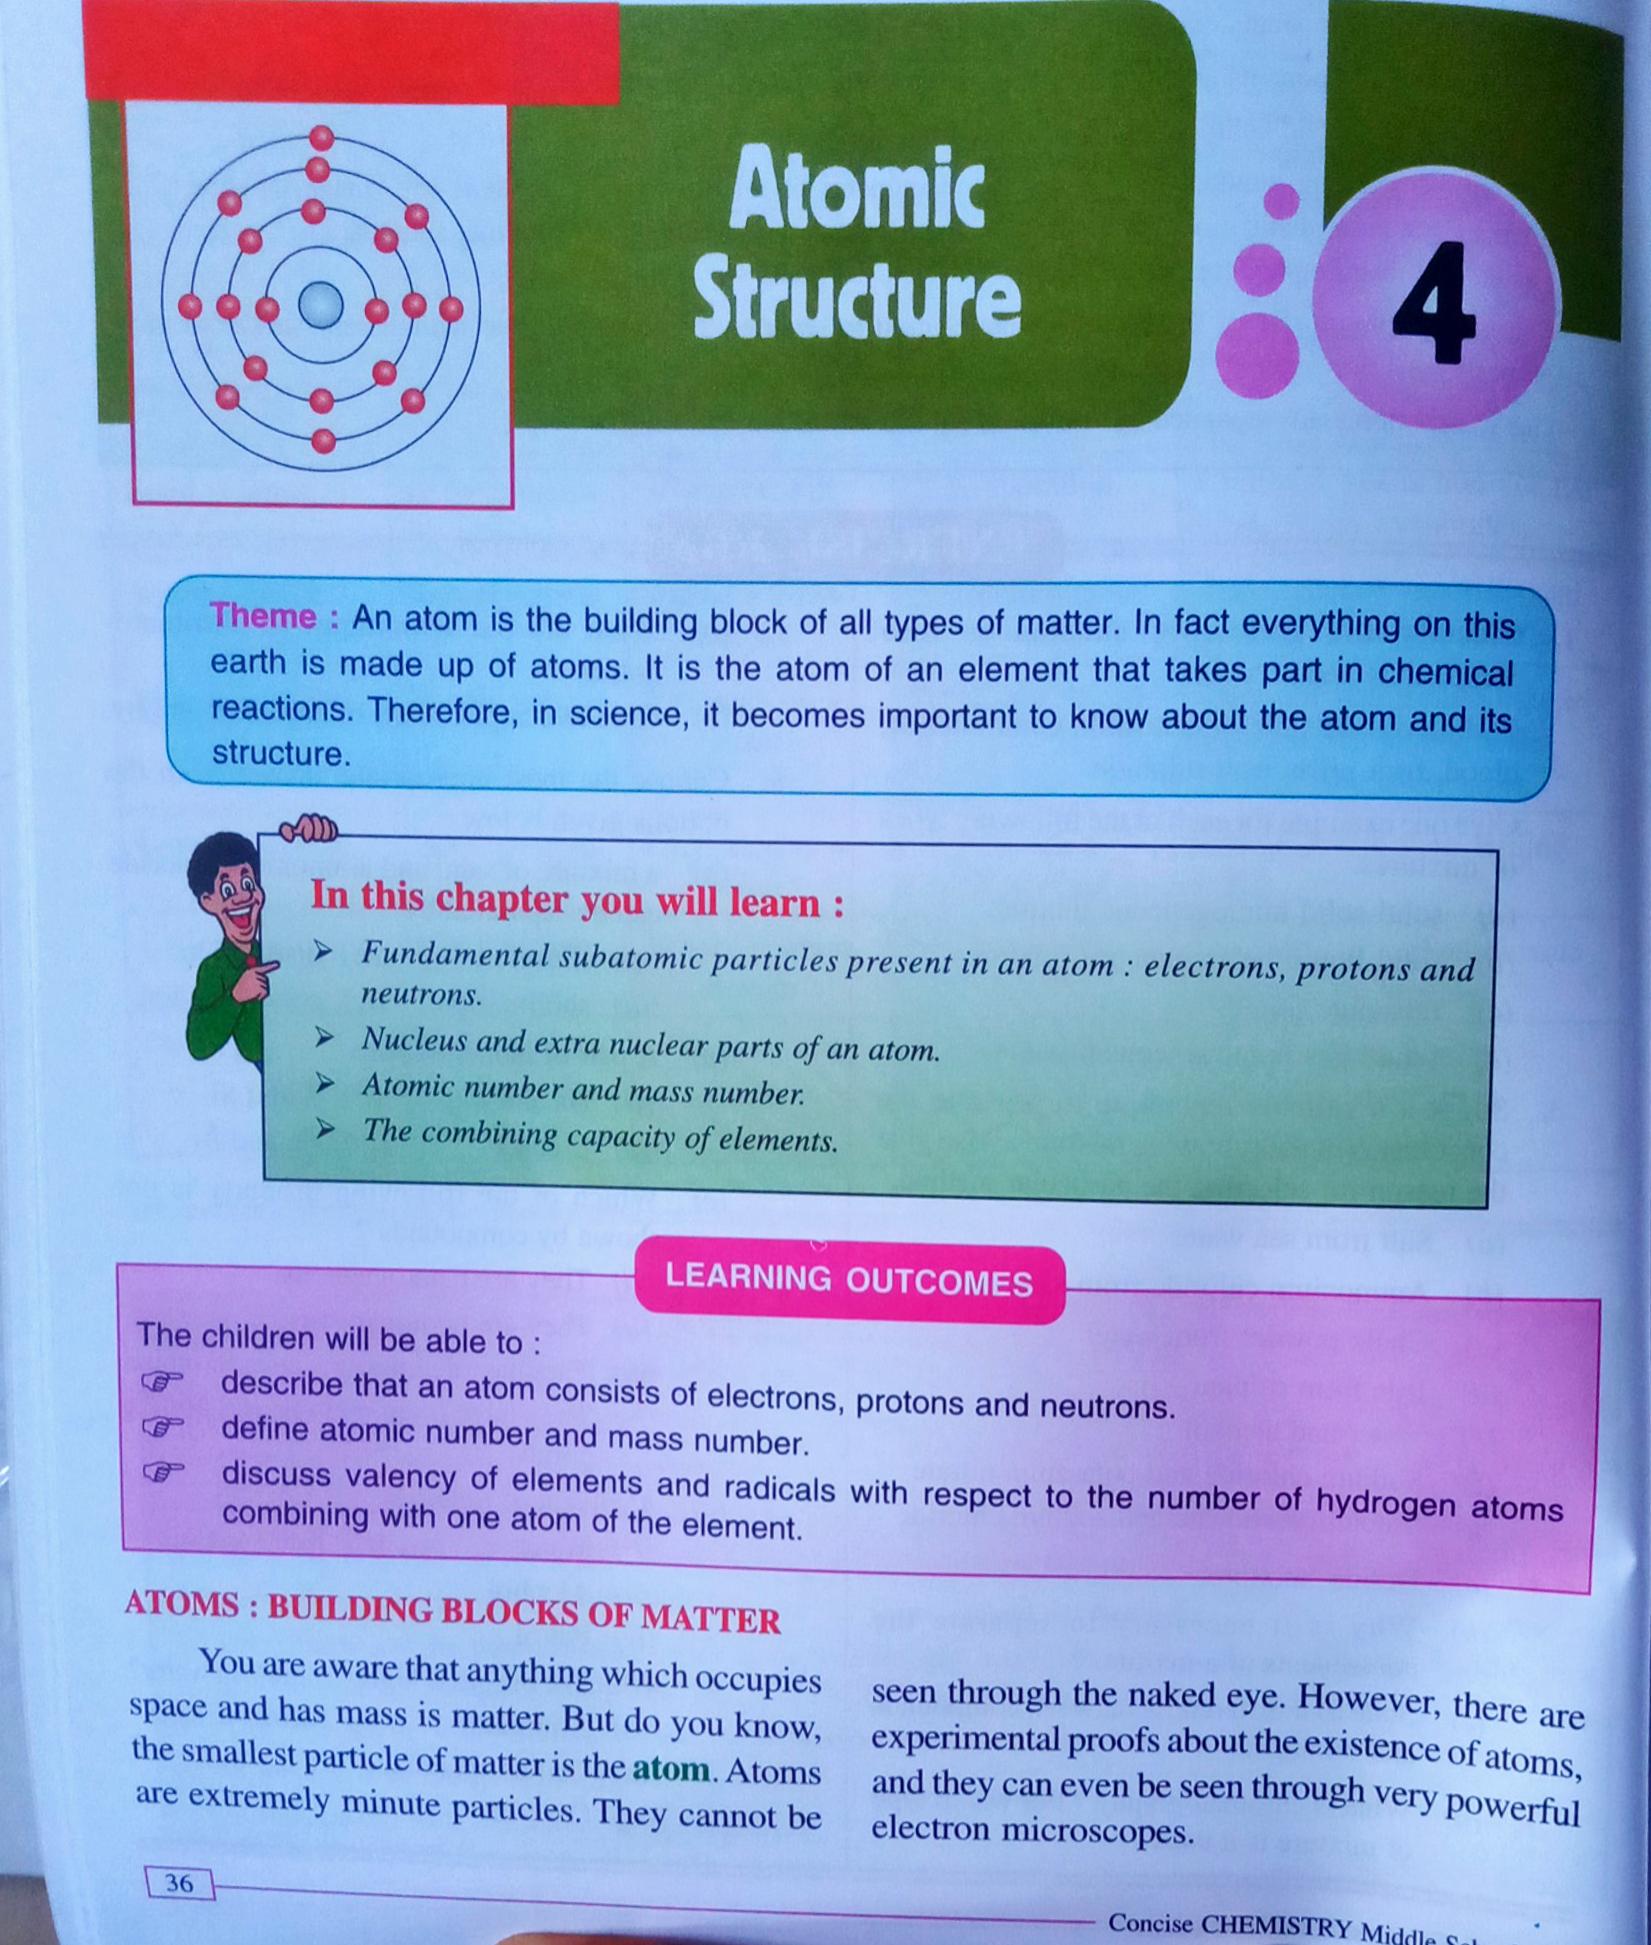 Atomic
Structure
4
Theme : An atom is the building block of all types of matter. In fact everything on this
earth is made up of atoms. It is the atom of an element that takes part in chemical
reactions. Therefore, in science, it becomes important to know about the atom and its
structure.
In this chapter you will learn :
➢ Fundamental subatomic particles present in an atom : electrons, protons and
neutrons.
➢ Nucleus and extra nuclear parts of an atom.
➢ Atomic number and mass number.
➢ The combining capacity of elements.
LEARNING OUTCOMES
The children will be able to :
☞ describe that an atom consists of electrons, protons and neutrons.
☞ define atomic number and mass number.
☞ discuss valency of elements and radicals with respect to the number of hydrogen atoms
combining with one atom of the element.
ATOMS : BUILDING BLOCKS OF MATTER
You are aware that anything which occupies
space and has mass is matter. But do you know,
the smallest particle of matter is the atom. Atoms
are extremely minute particles. They cannot be
seen through the naked eye. However, there are
experimental proofs about the existence of atoms,
and they can even be seen through very powerful
electron microscopes.
36
Concise CHEMISTRY Middle